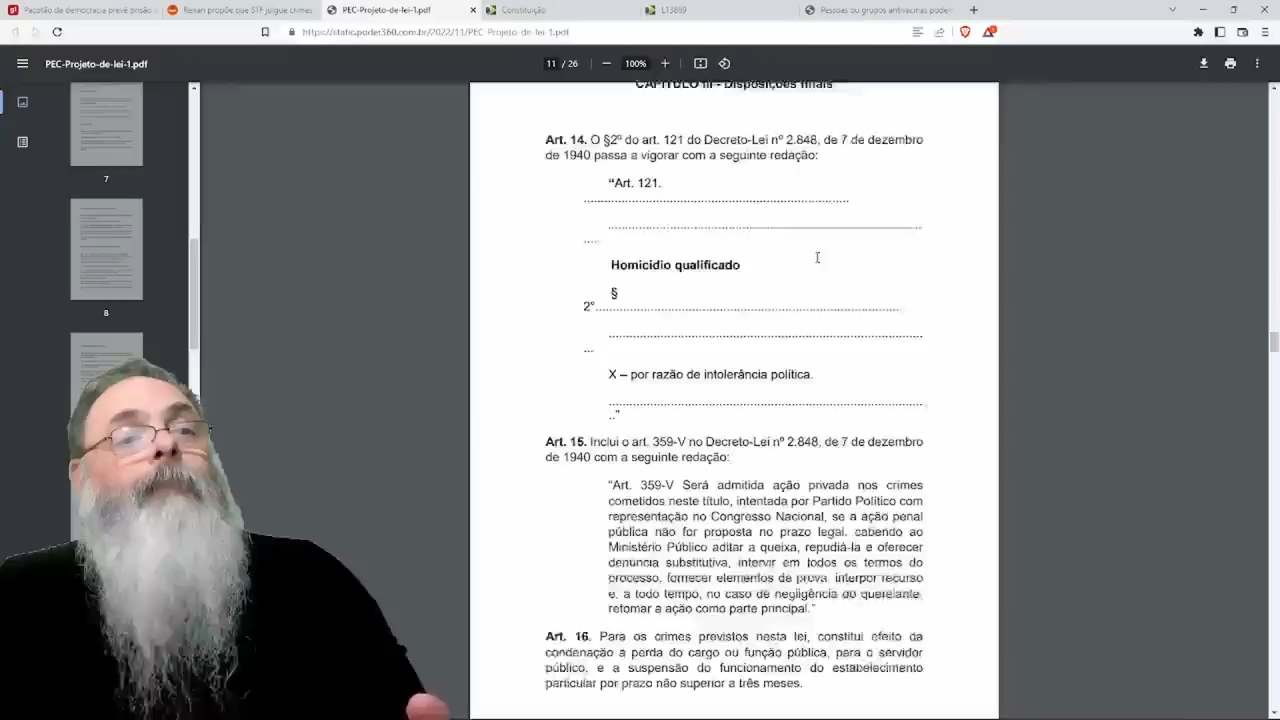 Pacotão da democracia prevê prisão
Renan propõe que STF julgue crimes
PEC-Projeto-de-lei-1.pdf
Constituição
L13869
Pessoas ou grupos antivacinas podem
https://static.poder360.com.br/2022/11/PEC-Projeto-de-lei-1.pdf
PEC-Projeto-de-lei-1.pdf
11 / 26
100%
7
8
CAPÍTULO III - Disposições finais
Art. 14. O §2º do art. 121 do Decreto-Lei nº 2.848, de 7 de dezembro
de 1940 passa a vigorar com a seguinte redação:
“Art. 121.
..................................................................
..............................................................................
....
Homicídio qualificado
§
2°............................................................................
..............................................................................
...
X – por razão de intolerância política.
..............................................................................
..”
Art. 15. Inclui o art. 359-V no Decreto-Lei nº 2.848, de 7 de dezembro
de 1940 com a seguinte redação:
“Art. 359-V Será admitida ação privada nos crimes
cometidos neste título, intentada por Partido Político com
representação no Congresso Nacional, se a ação penal
pública não for proposta no prazo legal, cabendo ao
Ministério Público aditar a queixa, repudiá-la e oferecer
denúncia substitutiva, intervir em todos os termos do
processo, fornecer elementos de prova, interpor recurso
e, a todo tempo, no caso de negligência do querelante,
retomar a ação como parte principal.”
Art. 16. Para os crimes previstos nesta lei, constitui efeito da
condenação a perda do cargo ou função pública, para o servidor
público, e a suspensão do funcionamento do estabelecimento
particular por prazo não superior a três meses.